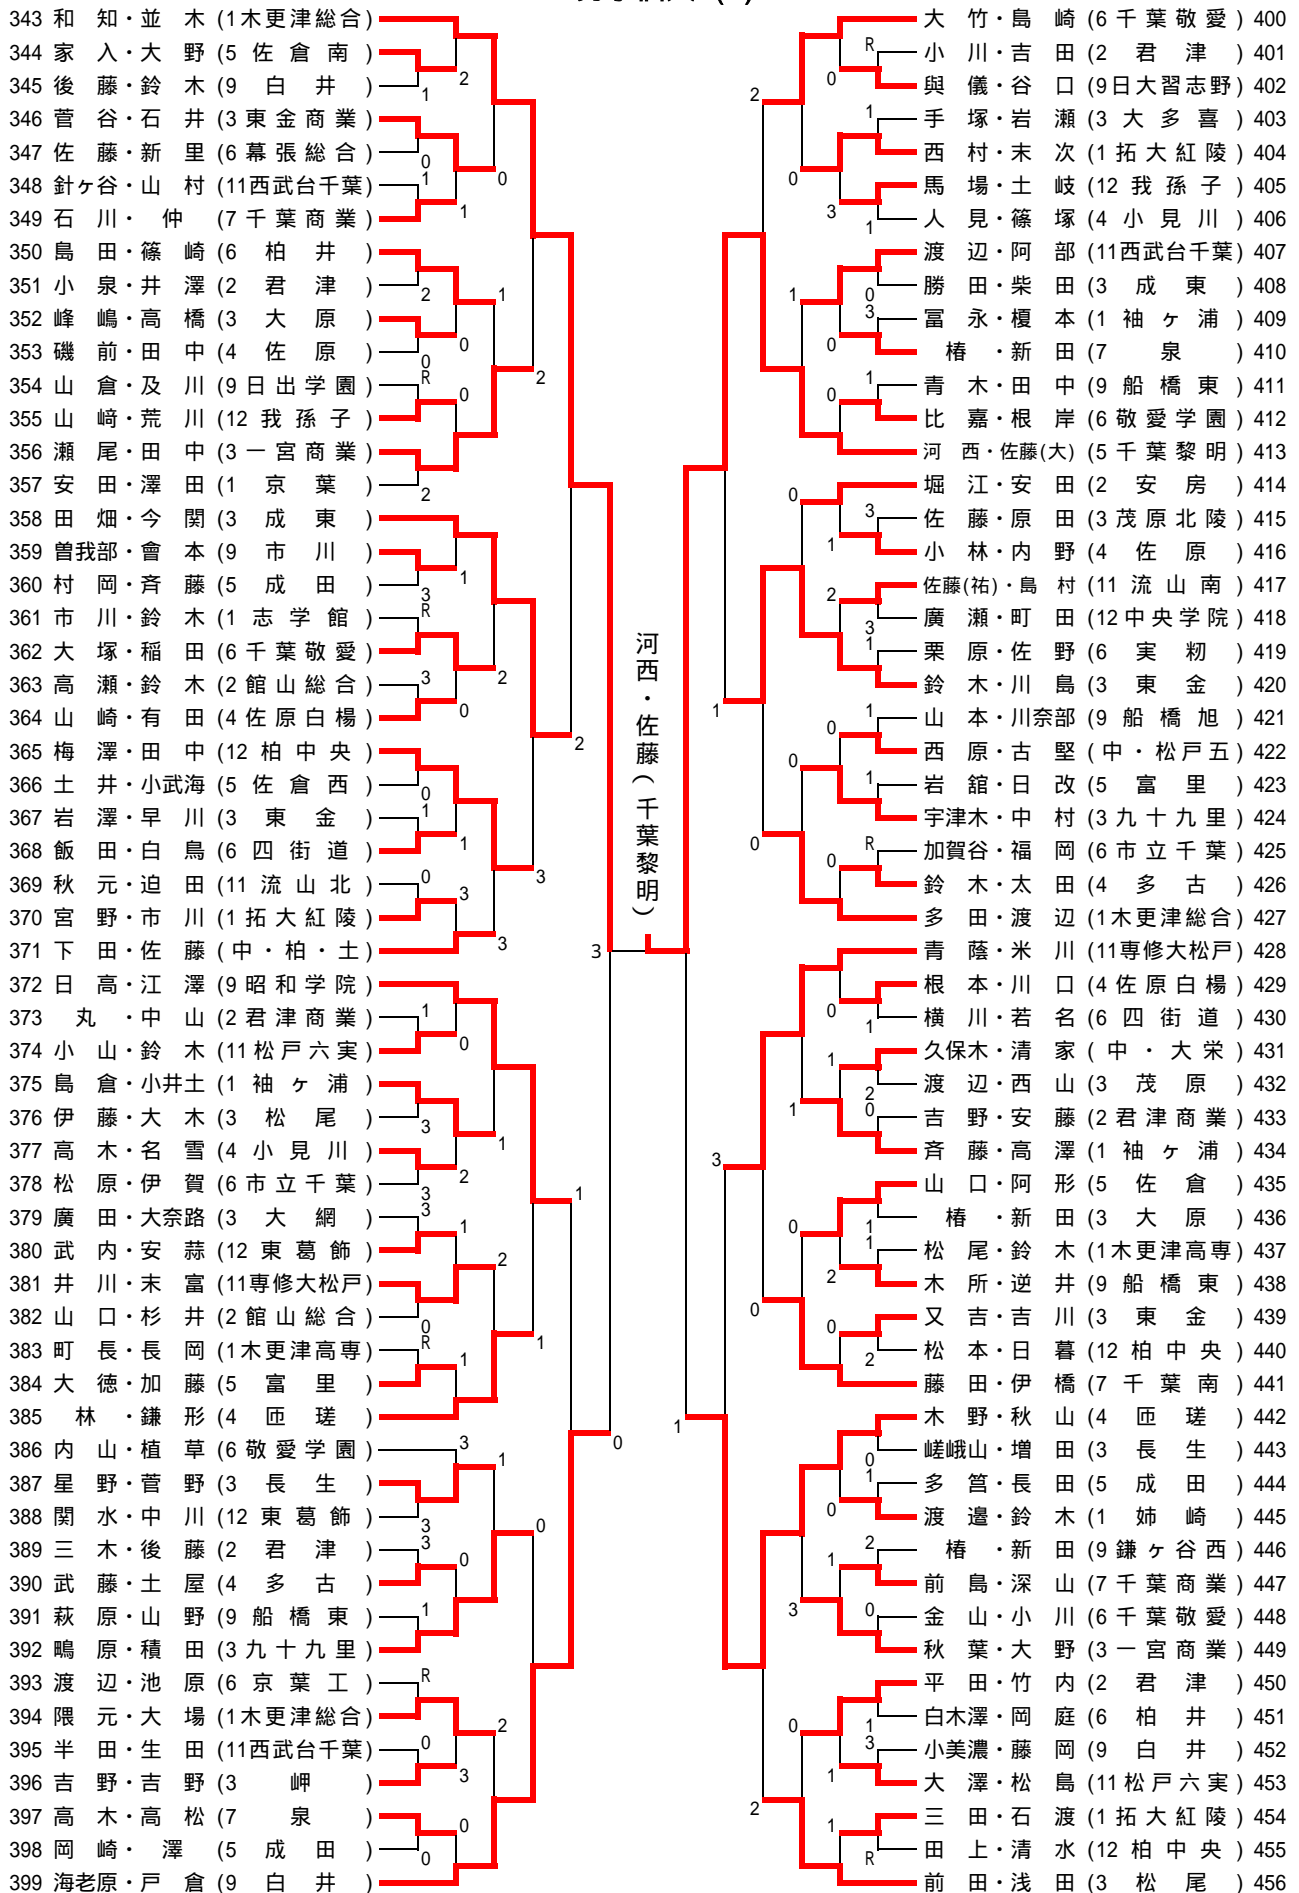 343 和 知・並 木 (1木更津総合)
344 家 入・大 野 (5 佐 倉 南 )
345 後 藤・鈴 木 (9 白 井 )
346 菅 谷・石 井 (3 東 金 商 業 )
347 佐 藤・新 里 (6 幕 張 総 合 )
348 針ヶ谷・山 村 (11西武台千葉)
349 石 川・ 仲 (7 千 葉 商 業 )
350 島 田・篠 崎 (6 柏 井 )
351 小 泉・井 澤 (2 君 津 )
352 峰 嶋・高 橋 (3 大 原 )
353 磯 前・田 中 (4 佐 原 )
354 山 倉・及 川 (9 日 出 学 園 )
355 山 﨑・荒 川 (12 我 孫 子 )
356 瀬 尾・田 中 (3 一 宮 商 業 )
357 安 田・澤 田 (1 京 葉 )
358 田 畑・今 関 (3 成 東 )
359 曽我部・會 本 (9 市 川 )
360 村 岡・斉 藤 (5 成 田 )
361 市 川・鈴 木 (1 志 学 館 )
362 大 塚・稲 田 (6 千 葉 敬 愛 )
363 高 瀬・鈴 木 (2 館 山 総 合 )
364 山 崎・有 田 (4 佐 原 白 楊 )
365 梅 澤・田 中 (12 柏 中 央 )
366 土 井・小武海 (5 佐 倉 西 )
367 岩 澤・早 川 (3 東 金 )
368 飯 田・白 鳥 (6 四 街 道 )
369 秋 元・迫 田 (11 流 山 北 )
370 宮 野・市 川 (1 拓 大 紅 陵 )
371 下 田・佐 藤 ( 中 ・ 柏 ・ 土 )
372 日 高・江 澤 (9 昭 和 学 院 )
373 丸 ・中 山 (2 君 津 商 業 )
374 小 山・鈴 木 (11 松 戸 六 実 )
375 島 倉・小井土 (1 袖 ヶ 浦 )
376 伊 藤・大 木 (3 松 尾 )
377 高 木・名 雪 (4 小 見 川 )
378 松 原・伊 賀 (6 市 立 千 葉 )
379 廣 田・大奈路 (3 大 網 )
380 武 内・安 蒜 (12 東 葛 飾 )
381 井 川・末 富 (11専修大松戸)
382 山 口・杉 井 (2 館 山 総 合 )
383 町 長・長 岡 (1木更津高専)
384 大 徳・加 藤 (5 富 里 )
385 林 ・鎌 形 (4 匝 瑳 )
386 内 山・植 草 (6 敬 愛 学 園 )
387 星 野・菅 野 (3 長 生 )
388 関 水・中 川 (12 東 葛 飾 )
389 三 木・後 藤 (2 君 津 )
390 武 藤・土 屋 (4 多 古 )
391 萩 原・山 野 (9 船 橋 東 )
392 鴫 原・積 田 (3 九 十 九 里 )
393 渡 辺・池 原 (6 京 葉 工 )
394 隈 元・大 場 (1木更津総合)
395 半 田・生 田 (11西武台千葉)
396 吉 野・吉 野 (3 岬 )
397 高 木・高 松 (7 泉 )
398 岡 崎・ 澤 (5 成 田 )
399 海老原・戸 倉 (9 白 井 )
河西・佐藤(千葉黎明)
大 竹・島 崎 (6 千 葉 敬 愛 ) 400
小 川・吉 田 (2 君 津 ) 401
與 儀・谷 口 (9日大習志野) 402
手 塚・岩 瀬 (3 大 多 喜 ) 403
西 村・末 次 (1 拓 大 紅 陵 ) 404
馬 場・土 岐 (12 我 孫 子 ) 405
人 見・篠 塚 (4 小 見 川 ) 406
渡 辺・阿 部 (11西武台千葉) 407
勝 田・柴 田 (3 成 東 ) 408
冨 永・榎 本 (1 袖 ヶ 浦 ) 409
椿 ・新 田 (7 泉 ) 410
青 木・田 中 (9 船 橋 東 ) 411
比 嘉・根 岸 (6 敬 愛 学 園 ) 412
河 西・佐藤(大) (5 千 葉 黎 明 ) 413
堀 江・安 田 (2 安 房 ) 414
佐 藤・原 田 (3 茂 原 北 陵 ) 415
小 林・内 野 (4 佐 原 ) 416
佐藤(祐)・島 村 (11 流 山 南 ) 417
廣 瀬・町 田 (12 中 央 学 院 ) 418
栗 原・佐 野 (6 実 籾 ) 419
鈴 木・川 島 (3 東 金 ) 420
山 本・川奈部 (9 船 橋 旭 ) 421
西 原・古 堅 ( 中 ・ 松 戸 五 ) 422
岩 舘・日 改 (5 富 里 ) 423
宇津木・中 村 (3 九 十 九 里 ) 424
加賀谷・福 岡 (6 市 立 千 葉 ) 425
鈴 木・太 田 (4 多 古 ) 426
多 田・渡 辺 (1木更津総合) 427
青 蔭・米 川 (11専修大松戸) 428
根 本・川 口 (4 佐 原 白 楊 ) 429
横 川・若 名 (6 四 街 道 ) 430
久保木・清 家 ( 中 ・ 大 栄 ) 431
渡 辺・西 山 (3 茂 原 ) 432
吉 野・安 藤 (2 君 津 商 業 ) 433
斉 藤・高 澤 (1 袖 ヶ 浦 ) 434
山 口・阿 形 (5 佐 倉 ) 435
椿 ・新 田 (3 大 原 ) 436
松 尾・鈴 木 (1木更津高専) 437
木 所・逆 井 (9 船 橋 東 ) 438
又 吉・吉 川 (3 東 金 ) 439
松 本・日 暮 (12 柏 中 央 ) 440
藤 田・伊 橋 (7 千 葉 南 ) 441
木 野・秋 山 (4 匝 瑳 ) 442
嵯峨山・増 田 (3 長 生 ) 443
多 筥・長 田 (5 成 田 ) 444
渡 邉・鈴 木 (1 姉 崎 ) 445
椿 ・新 田 (9 鎌 ヶ 谷 西 ) 446
前 島・深 山 (7 千 葉 商 業 ) 447
金 山・小 川 (6 千 葉 敬 愛 ) 448
秋 葉・大 野 (3 一 宮 商 業 ) 449
平 田・竹 内 (2 君 津 ) 450
白木澤・岡 庭 (6 柏 井 ) 451
小美濃・藤 岡 (9 白 井 ) 452
大 澤・松 島 (11 松 戸 六 実 ) 453
三 田・石 渡 (1 拓 大 紅 陵 ) 454
田 上・清 水 (12 柏 中 央 ) 455
前 田・浅 田 (3 松 尾 ) 456